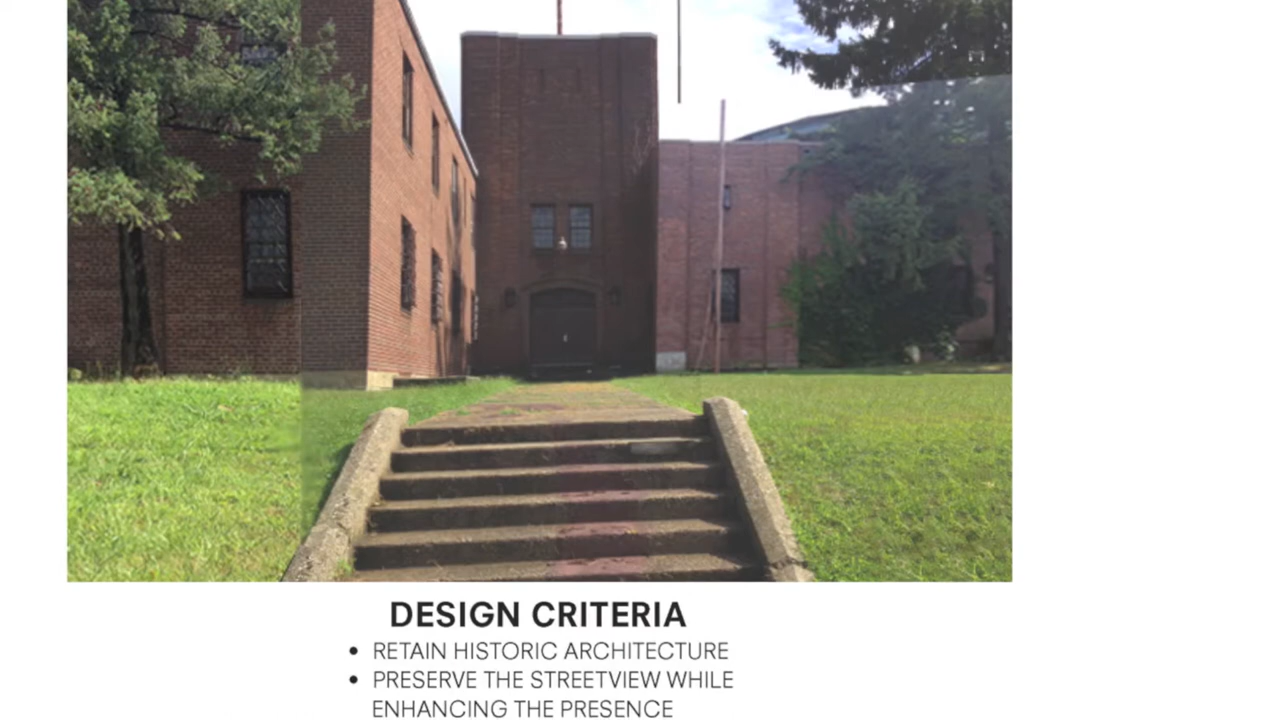 DESIGN CRITERIA
• RETAIN HISTORIC ARCHITECTURE
• PRESERVE THE STREETVIEW WHILE
ENHANCING THE PRESENCE